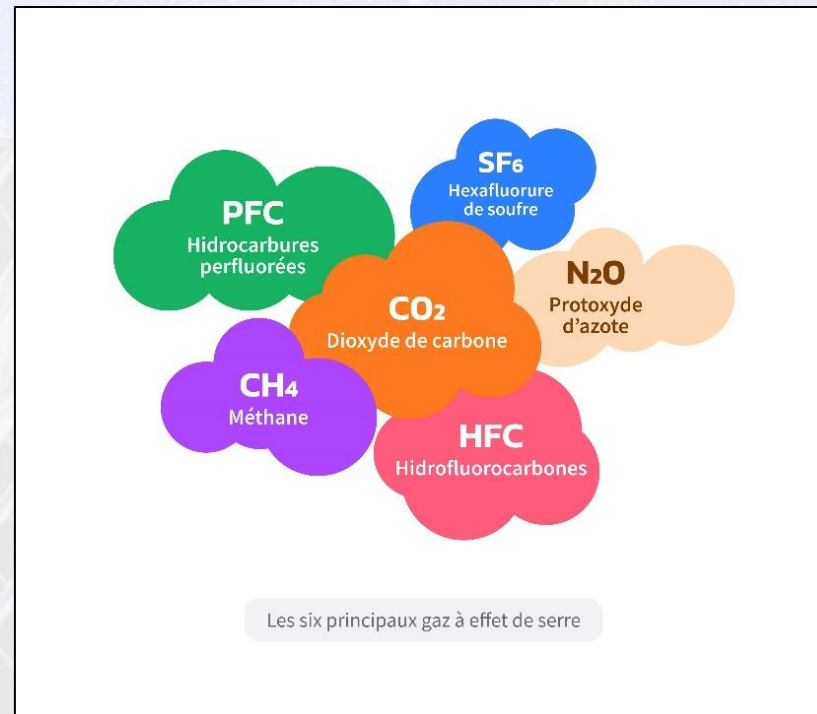 SF₆
Hexafluorure
de soufre
PFC
Hidrocarbures
perfluorées
N₂O
Protoxyde
d'azote
CO₂
Dioxyde de carbone
CH₄
Méthane
HFC
Hidrofluorocarbones
Les six principaux gaz à effet de serre